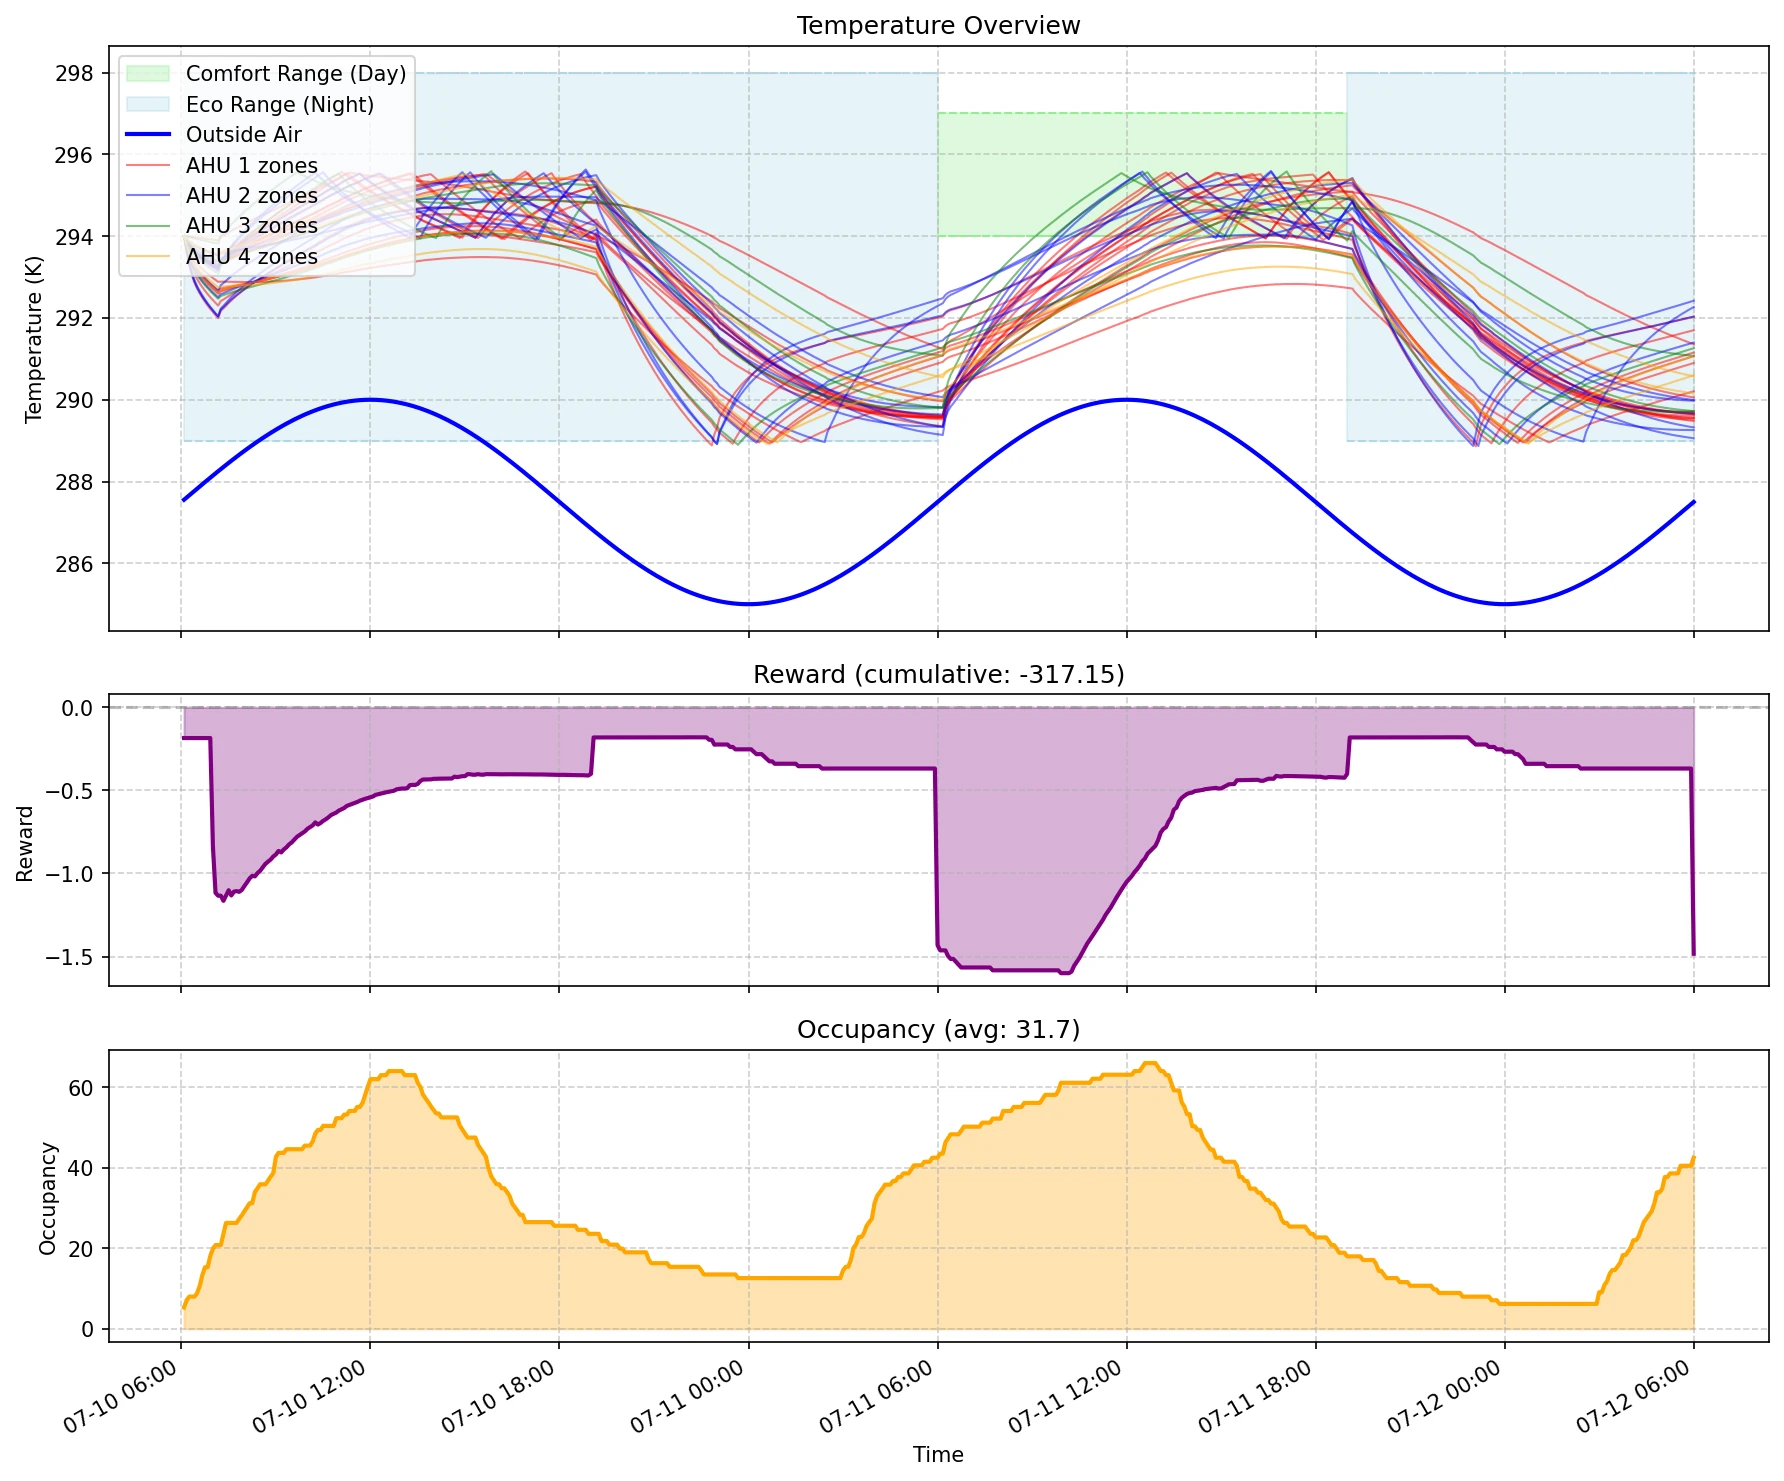 Temperature Overview
298
296
294
292
290
288
286
Temperature (K)
Comfort Range (Day)
Eco Range (Night)
Outside Air
AHU 1 zones
AHU 2 zones
AHU 3 zones
AHU 4 zones
Reward (cumulative: -317.15)
0.0
−0.5
−1.0
−1.5
Reward
Occupancy (avg: 31.7)
60
40
20
0
Occupancy
07-10 06:00
07-10 12:00
07-10 18:00
07-11 00:00
07-11 06:00
07-11 12:00
07-11 18:00
07-12 00:00
07-12 06:00
Time